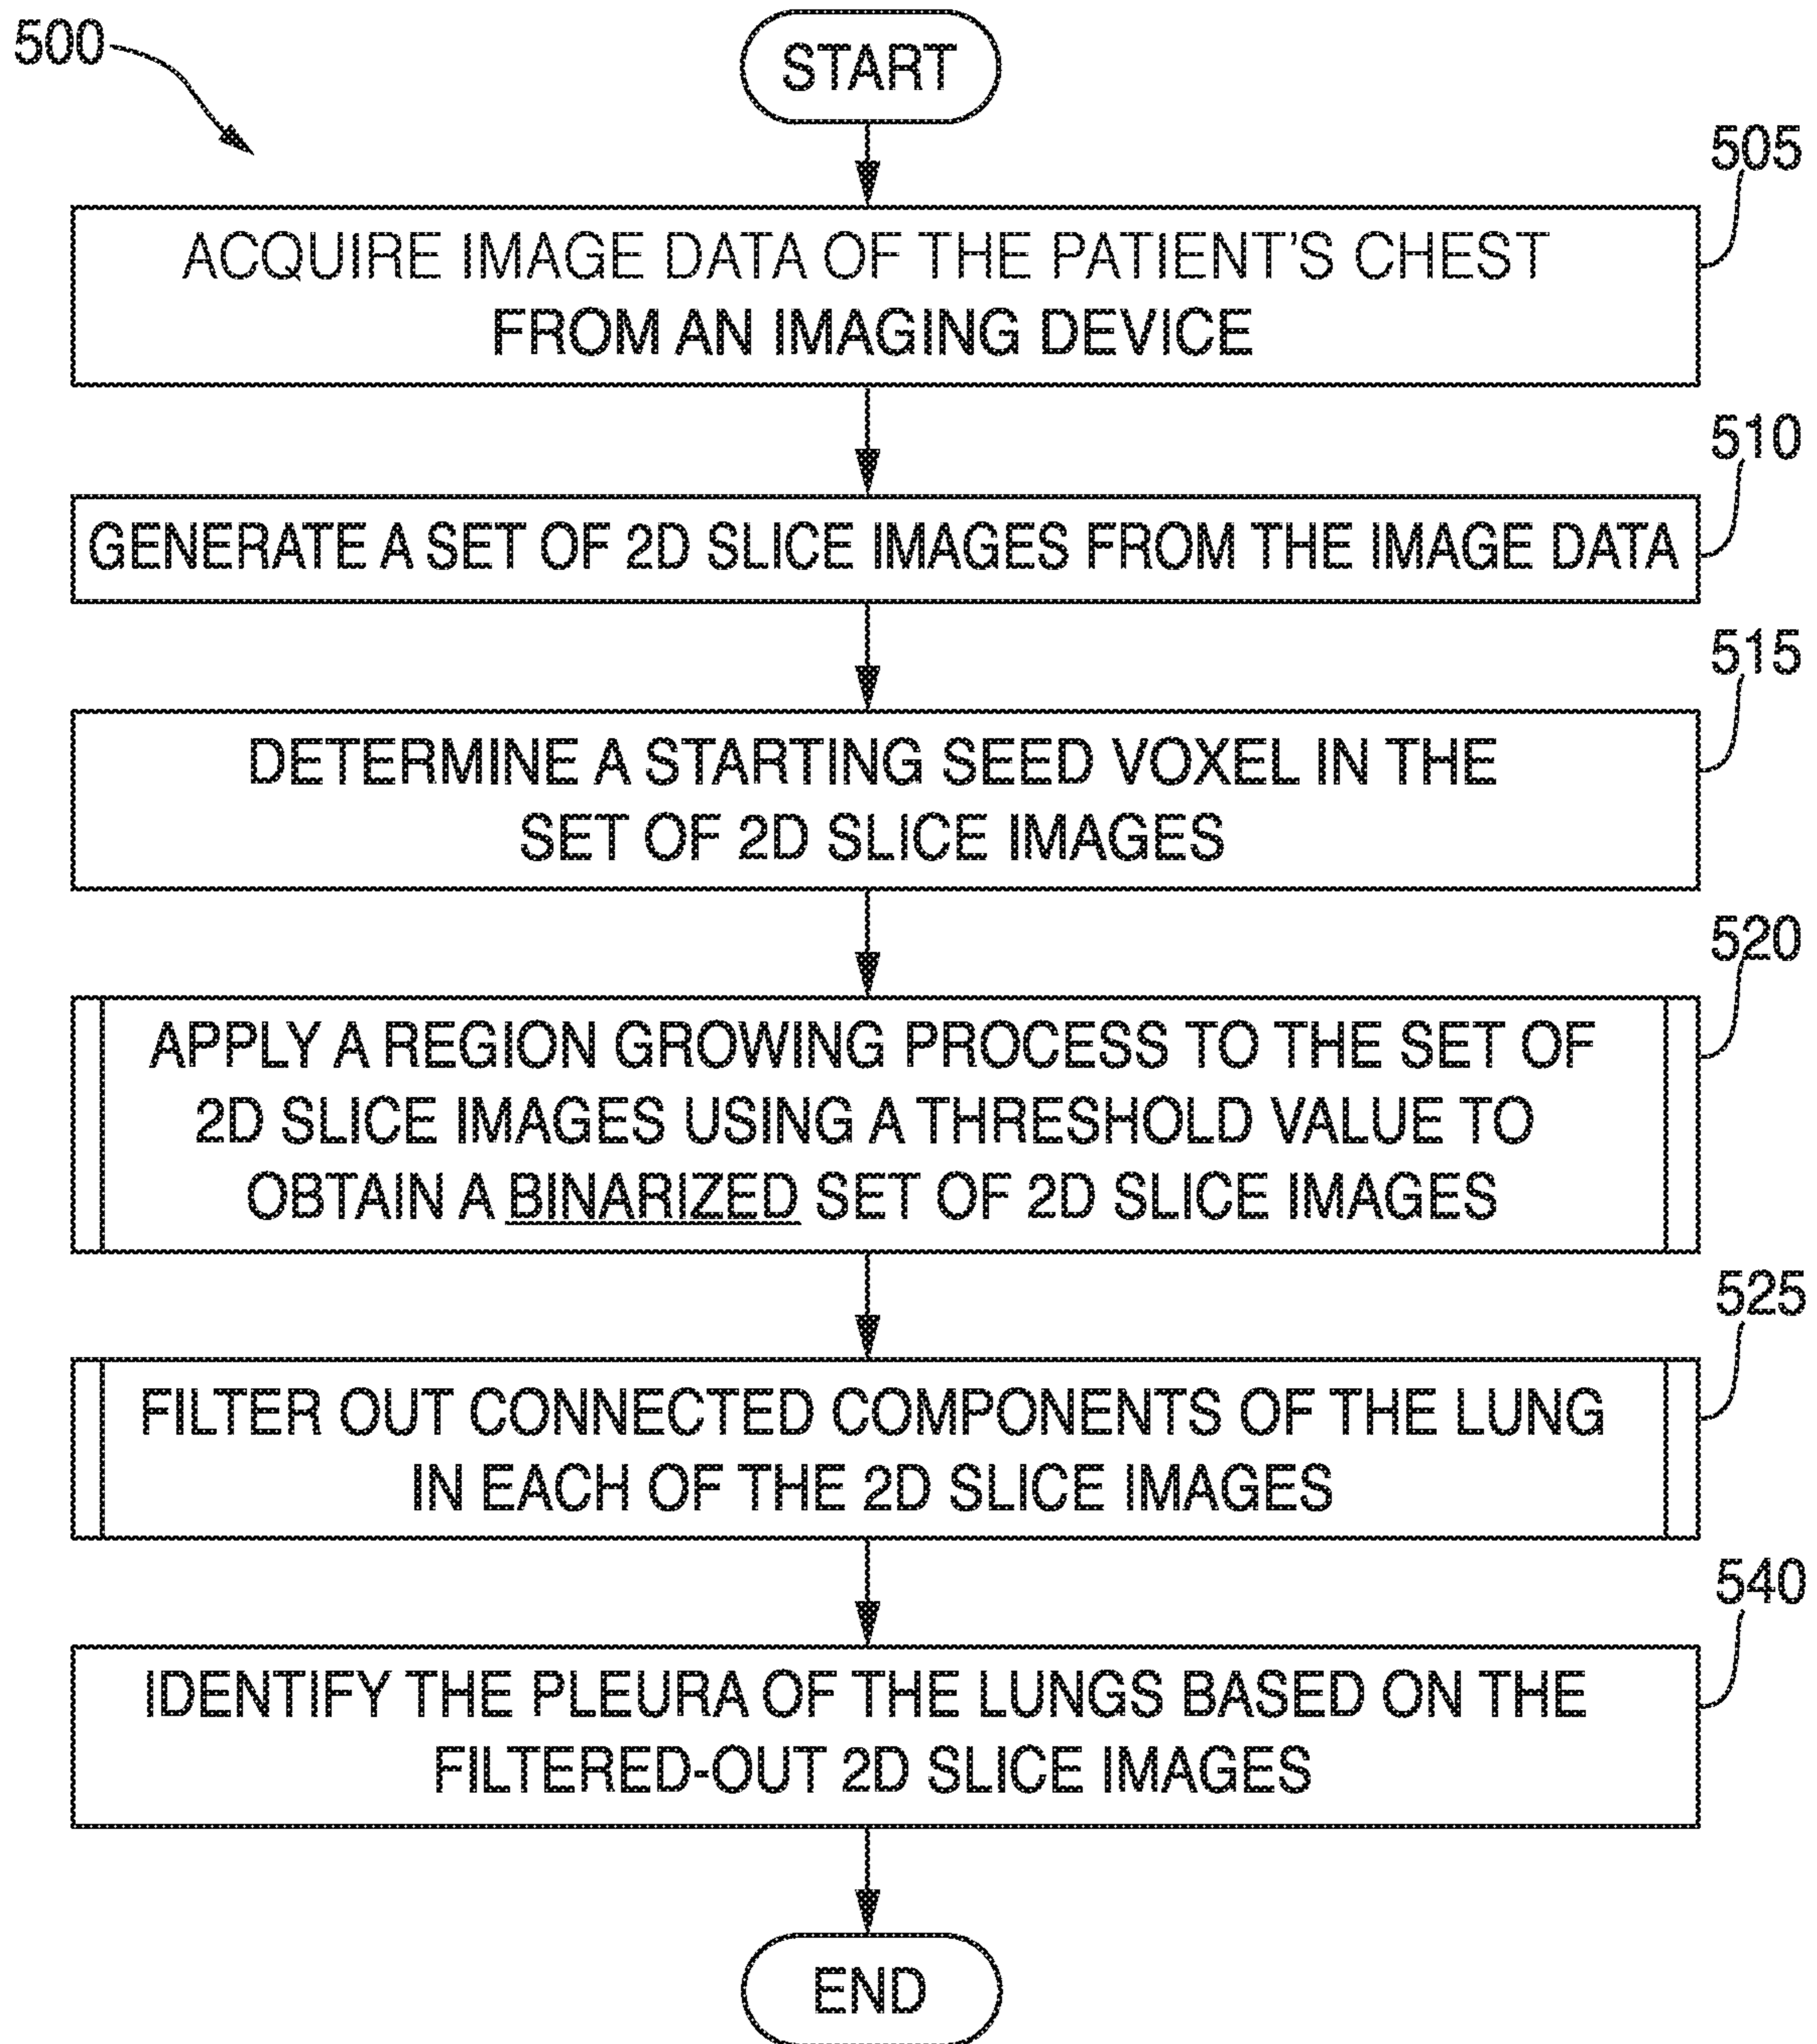 500
START
505
ACQUIRE IMAGE DATA OF THE PATIENT'S CHEST
FROM AN IMAGING DEVICE
510
GENERATE A SET OF 2D SLICE IMAGES FROM THE IMAGE DATA
515
DETERMINE A STARTING SEED VOXEL IN THE
SET OF 2D SLICE IMAGES
520
APPLY A REGION GROWING PROCESS TO THE SET OF
2D SLICE IMAGES USING A THRESHOLD VALUE TO
OBTAIN A BINARIZED SET OF 2D SLICE IMAGES
525
FILTER OUT CONNECTED COMPONENTS OF THE LUNG
IN EACH OF THE 2D SLICE IMAGES
540
IDENTIFY THE PLEURA OF THE LUNGS BASED ON THE
FILTERED-OUT 2D SLICE IMAGES
END